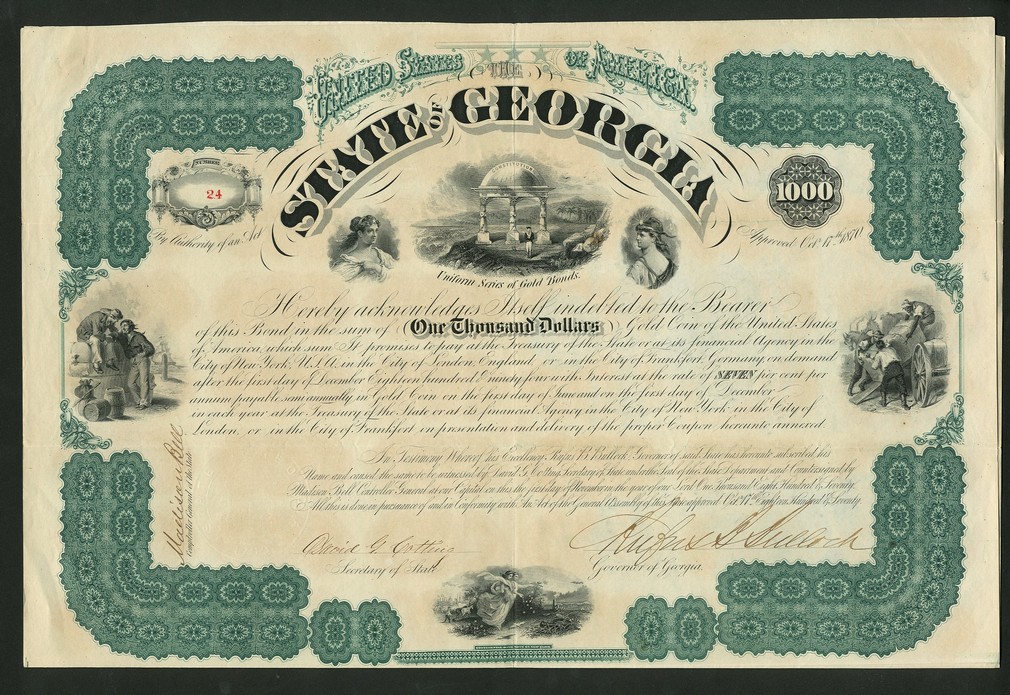 UNITED STATES OF AMERICA.
THE
STATE OF GEORGIA
NUMBER
24
1000
CONSTITUTION
By Authority of an Act
Approved Oct. 17th 1870.
Uniform Series of Gold Bonds.
Hereby acknowledges Itself indebted to the Bearer
of this Bond in the sum of One Thousand Dollars Gold Coin of the United States
of America, which sum It promises to pay at the Treasury of the State or at its financial Agency in the
City of New York, U.S.A. in the City of London, England, or in the City of Frankfort, Germany, on demand
after the first day of December Eighteen hundred & ninety four with Interest at the rate of SEVEN per cent per
annum payable semi annually in Gold Coin on the first day of June and on the first day of December
in each year at the Treasury of the State or at its financial Agency in the City of New York, in the City of
London, or in the City of Frankfort, on presentation and delivery of the proper Coupon hereunto annexed.
In Testimony Whereof, his Excellency Rufus B. Bullock Governor of said State has hereunto subscribed his
Name and caused the same to be witnessed by David G. Cotting, Secretary of State under the Seal of the State Department and Countersigned by
Madison Bell Controller General at our Capitol on this the first day of November in the year of our Lord One Thousand Eight Hundred & Seventy.
All this is done in pursuance of and in Conformity with An Act of the General Assembly of this State approved Oct. 17th Eighteen Hundred & Seventy.
Madison Bell
Comptroller General of the State
David G. Cotting
Secretary of State
Rufus B Bullock
Governor of Georgia.